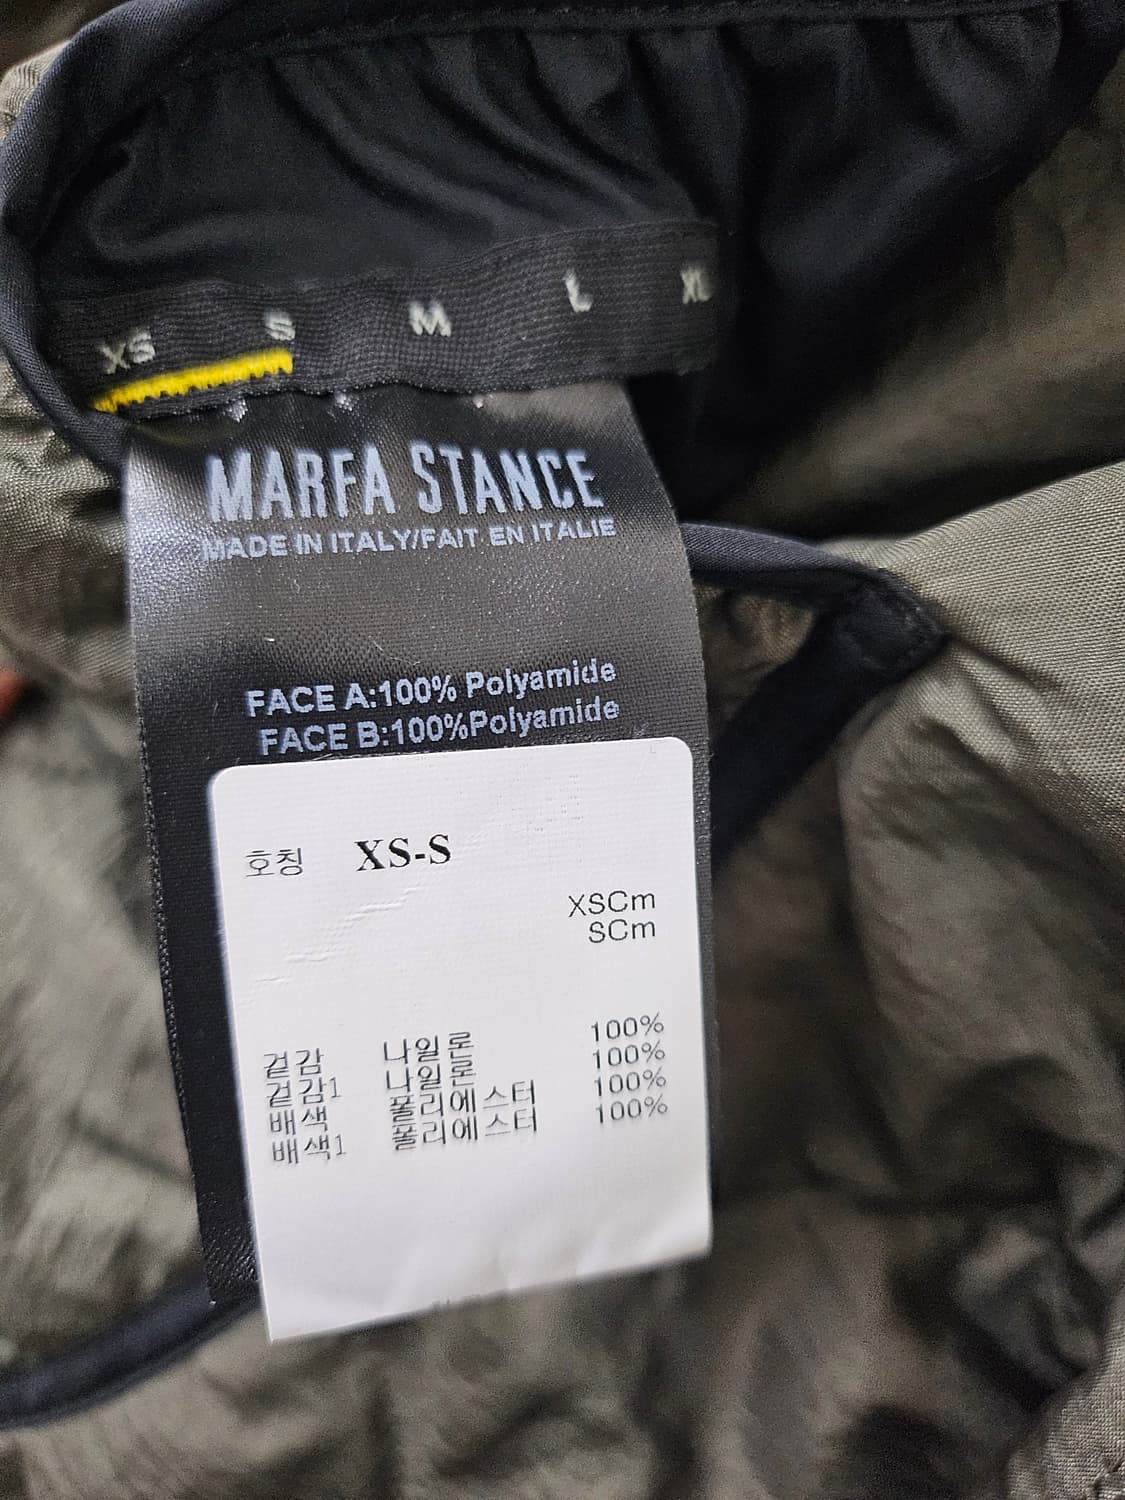 XS S M L XL
MARFA STANCE
MADE IN ITALY/FAIT EN ITALIE
FACE A:100% Polyamide
FACE B:100%Polyamide
호칭 XS-S
XSCm
SCm
겉감 나일론 100%
겉감1 나일론 100%
배색 폴리에스터 100%
배색1 폴리에스터 100%